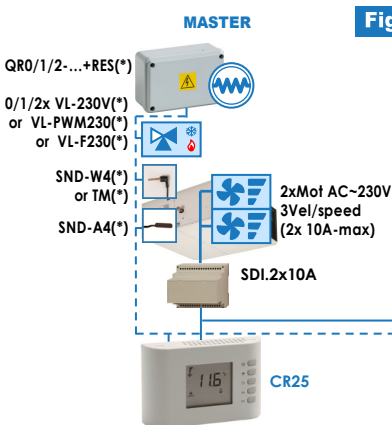 MASTER
Fig
QR0/1/2-...+RES(*)
0/1/2x VL-230V(*)
or VL-PWM230(*)
or VL-F230(*)
SND-W4(*)
or TM(*)
SND-A4(*)
2xMot AC~230V
3Vel/speed
(2x 10A-max)
SDI.2x10A
11.6°
CR25